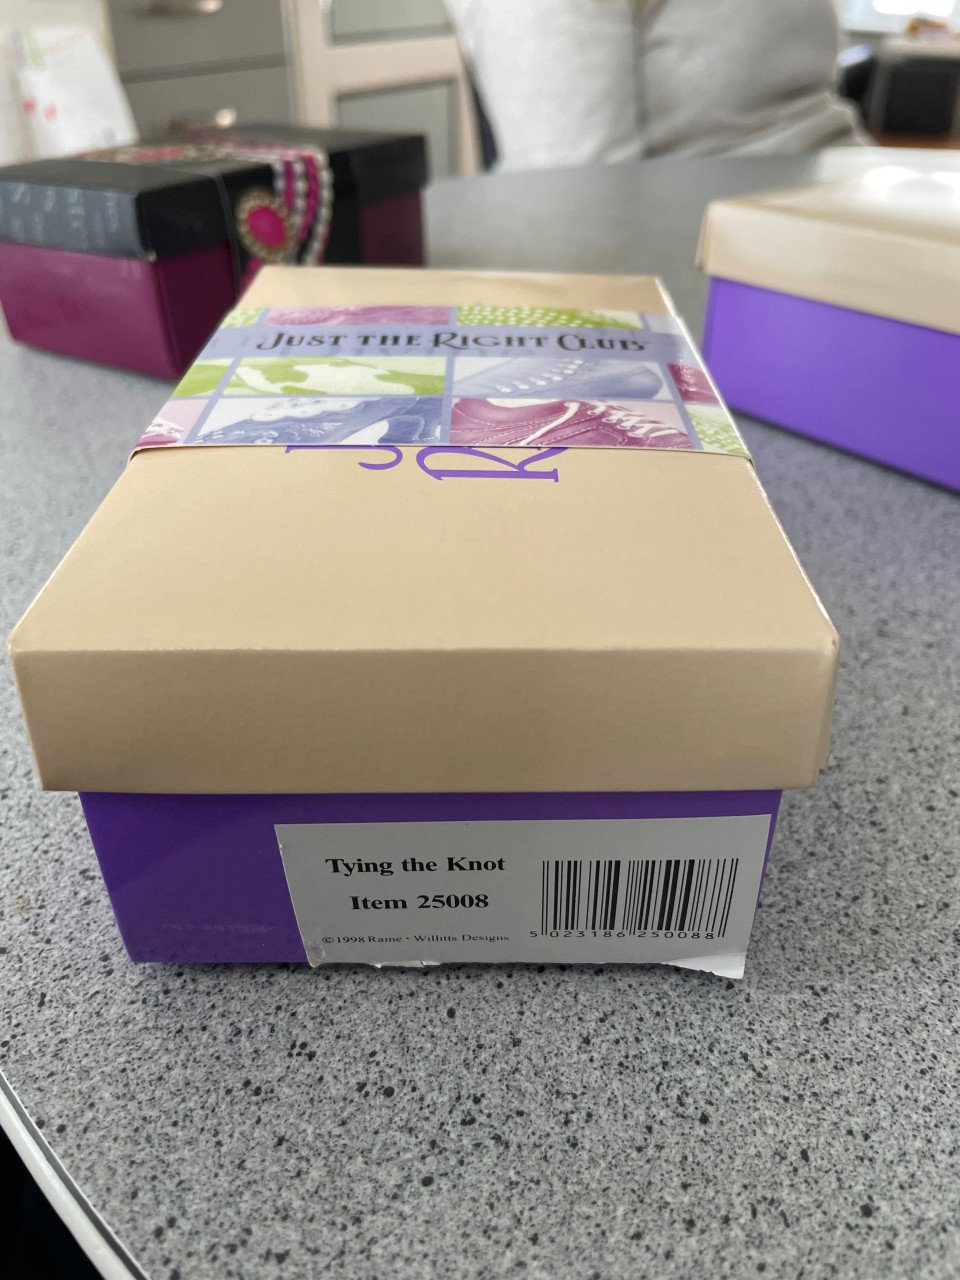 JUST THE RIGHT CLUB
J
R
Tying the Knot
Item 25008
©1998 Raine · Willitts Designs
5 023186 250088